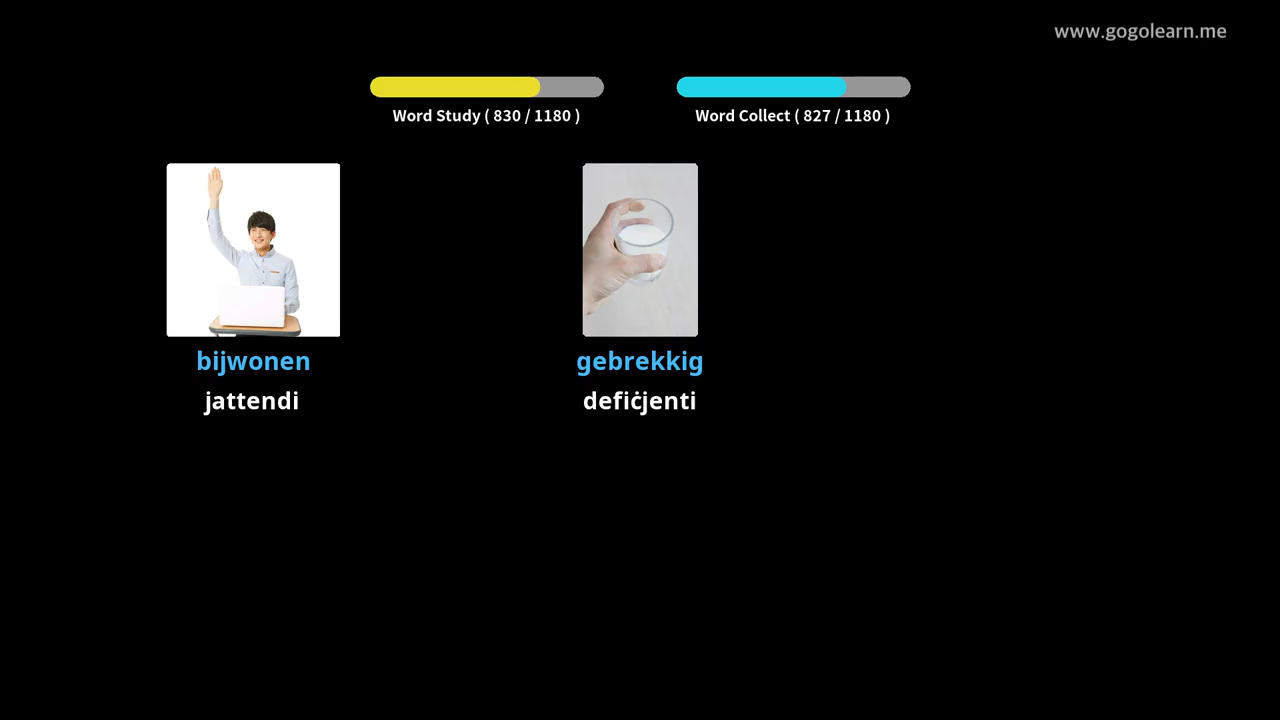 www.gogolearn.me
Word Study ( 830 / 1180 )
Word Collect ( 827 / 1180 )
bijwonen
jattendi
gebrekkig
defiċjenti